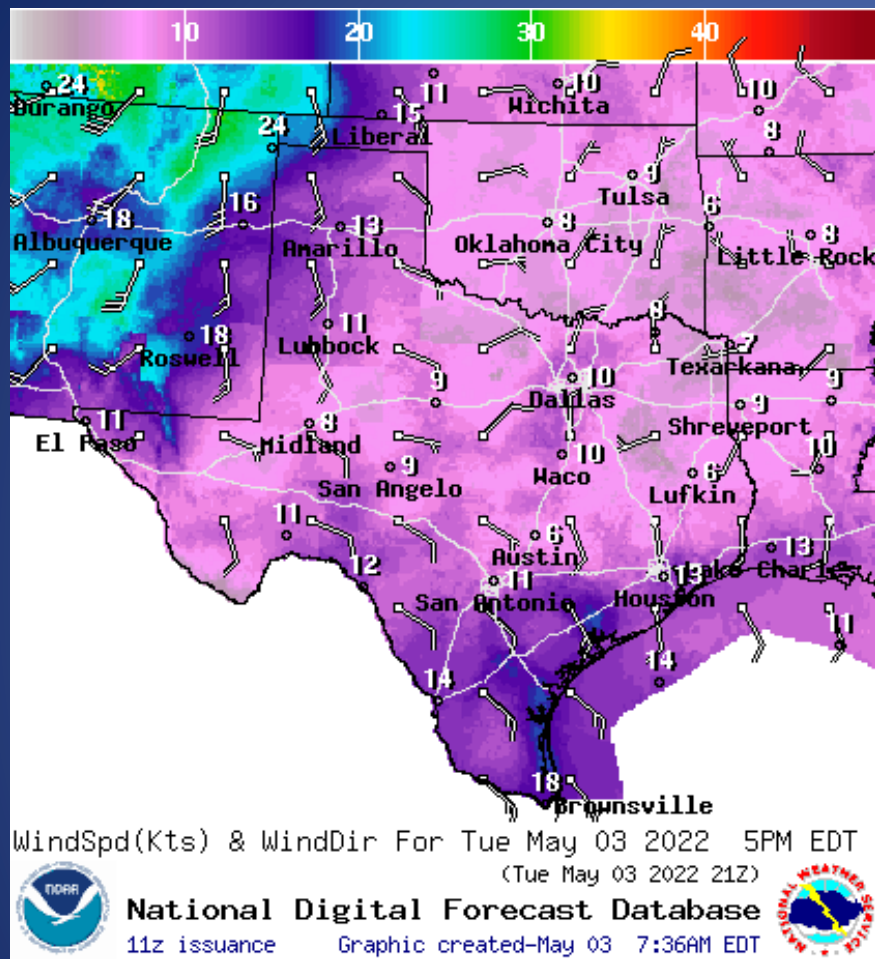 10 20 30 40
24 11 10 10
Durango Wichita
15
Liberal
24 8
9
Tulsa
18 16 13 8 6 8
Albuquerque Amarillo Oklahoma City Little Rock
18 11 8 7
Roswell Lubbock Texarkana
10
Dallas
9 9 9
11 8 Shreveport
El Paso Midland
9 10 6 10
San Angelo Waco Lufkin
11 6 13
Austin
12 11 13 Lake Charles
San Antonio Houston
11
14 14
18
Brownsville
WindSpd(Kts) & WindDir For Tue May 03 2022 5PM EDT
(Tue May 03 2022 21Z)
National Digital Forecast Database
11z issuance Graphic created-May 03 7:36AM EDT
NOAA
NATIONAL WEATHER SERVICE